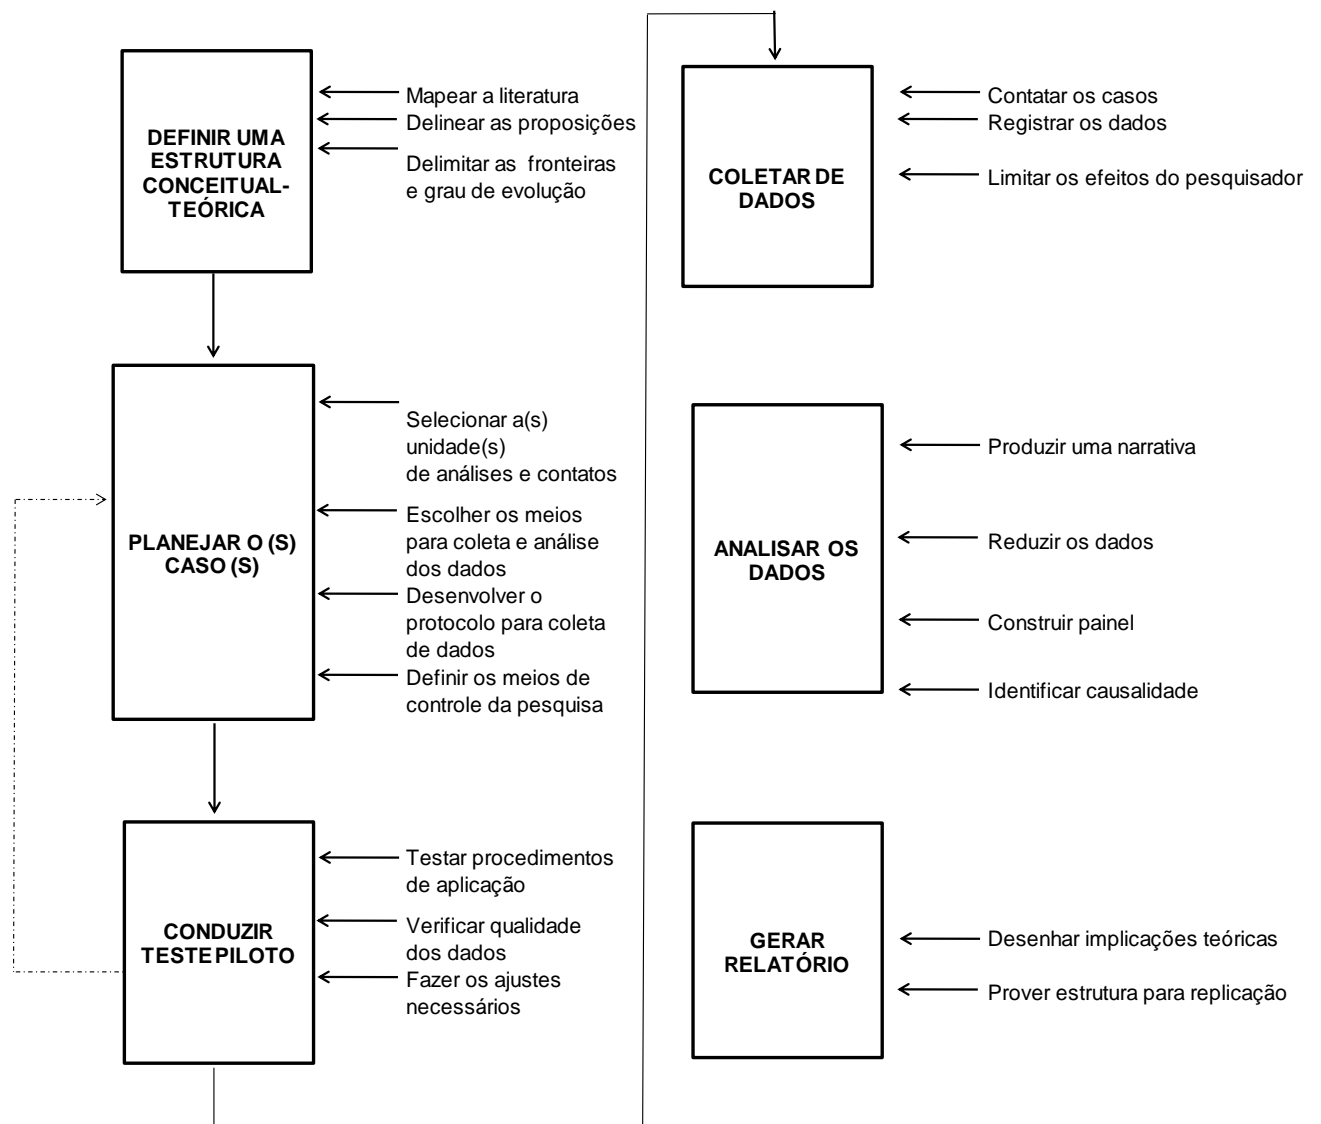 DEFINIR UMA
ESTRUTURA
CONCEITUAL-
TEÓRICA
Mapear a literatura
Delinear as proposições
Delimitar as fronteiras
e grau de evolução
PLANEJAR O (S)
CASO (S)
Selecionar a(s)
unidade(s)
de análises e contatos
Escolher os meios
para coleta e análise
dos dados
Desenvolver o
protocolo para coleta
de dados
Definir os meios de
controle da pesquisa
CONDUZIR
TESTE PILOTO
Testar procedimentos
de aplicação
Verificar qualidade
dos dados
Fazer os ajustes
necessários
COLETAR DE
DADOS
Contatar os casos
Registrar os dados
Limitar os efeitos do pesquisador
ANALISAR OS
DADOS
Produzir uma narrativa
Reduzir os dados
Construir painel
Identificar causalidade
GERAR
RELATÓRIO
Desenhar implicações teóricas
Prover estrutura para replicação